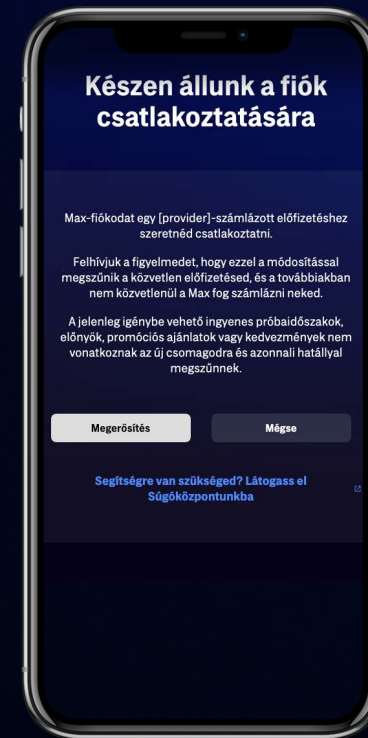 Készen állunk a fiók
csatlakoztatására
Max-fiókodat egy [provider]-számlázott előfizetéshez
szeretnéd csatlakoztatni.
Felhívjuk a figyelmedet, hogy ezzel a módosítással
megszűnik a közvetlen előfizetésed, és a továbbiakban
nem közvetlenül a Max fog számlázni neked.
A jelenleg igénybe vehető ingyenes próbaidőszakok,
előnyök, promóciós ajánlatok vagy kedvezmények nem
vonatkoznak az új csomagodra és azonnali hatállyal
megszűnnek.
Megerősítés
Mégse
Segítségre van szükséged? Látogass el
Súgóközpontunkba